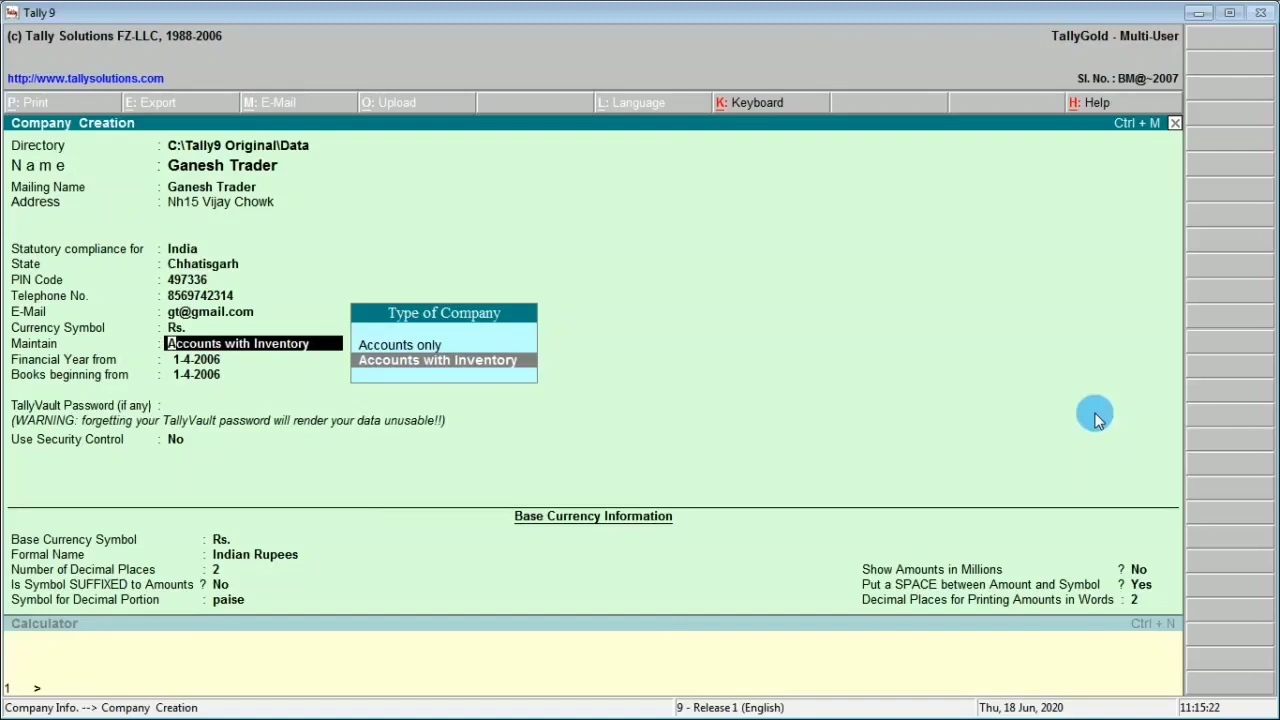 Tally 9
(c) Tally Solutions FZ-LLC, 1988-2006 TallyGold - Multi-User
http://www.tallysolutions.com Sl. No. : BM@~2007
P: Print E: Export M: E-Mail O: Upload L: Language K: Keyboard H: Help
Company Creation Ctrl + M
Directory : C:\Tally9 Original\Data
Name : Ganesh Trader
Mailing Name : Ganesh Trader
Address : Nh15 Vijay Chowk
Statutory compliance for : India
State : Chhatisgarh
PIN Code : 497336
Telephone No. : 8569742314
E-Mail : gt@gmail.com
Currency Symbol : Rs.
Maintain : Accounts with Inventory
Financial Year from : 1-4-2006
Books beginning from : 1-4-2006
Type of Company
Accounts only
Accounts with Inventory
TallyVault Password (if any) :
(WARNING: forgetting your TallyVault password will render your data unusable!!)
Use Security Control : No
Base Currency Information
Base Currency Symbol : Rs.
Formal Name : Indian Rupees
Number of Decimal Places : 2 Show Amounts in Millions ? No
Is Symbol SUFFIXED to Amounts ? No Put a SPACE between Amount and Symbol ? Yes
Symbol for Decimal Portion : paise Decimal Places for Printing Amounts in Words : 2
Calculator Ctrl + N
1 >
Company Info. --> Company Creation 9 - Release 1 (English) Thu, 18 Jun, 2020 11:15:22